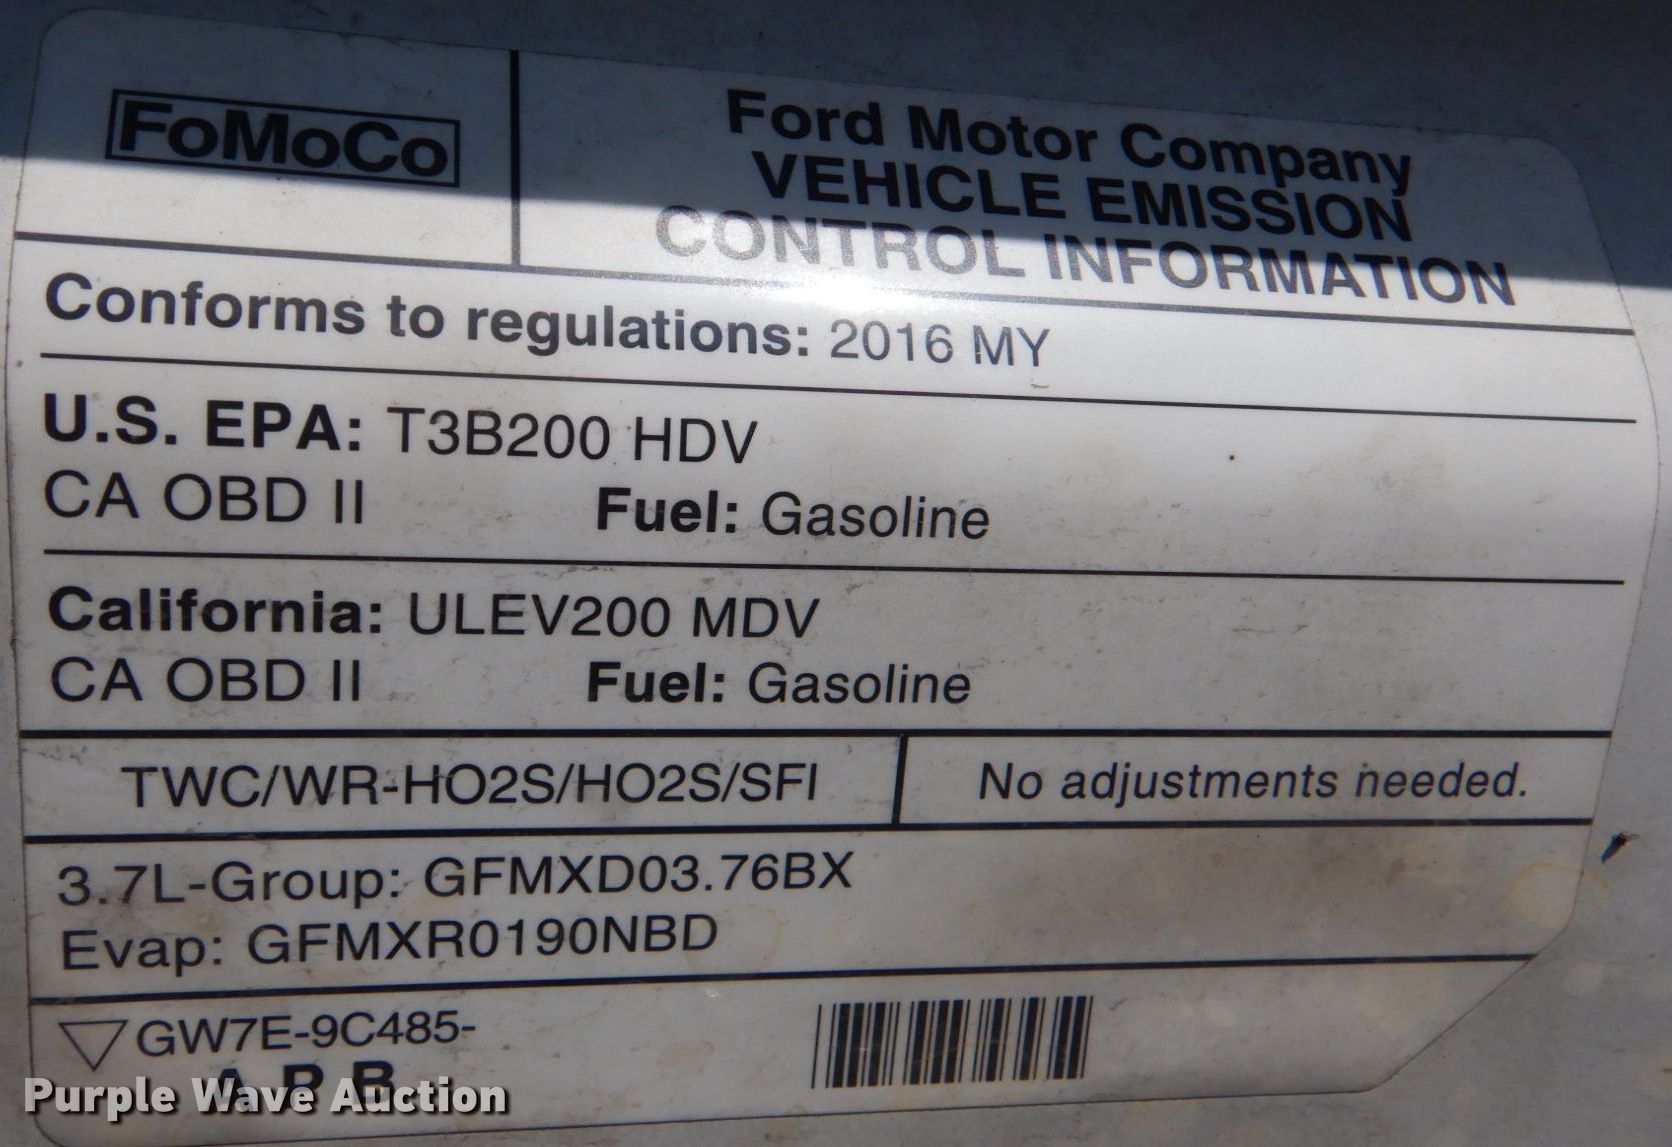 FoMoCo
Ford Motor Company
VEHICLE EMISSION
CONTROL INFORMATION
Conforms to regulations: 2016 MY
U.S. EPA: T3B200 HDV
CA OBD II Fuel: Gasoline
California: ULEV200 MDV
CA OBD II Fuel: Gasoline
TWC/WR-HO2S/HO2S/SFI
No adjustments needed.
3.7L-Group: GFMXD03.76BX
Evap: GFMXR0190NBD
GW7E-9C485-
Purple Wave Auction